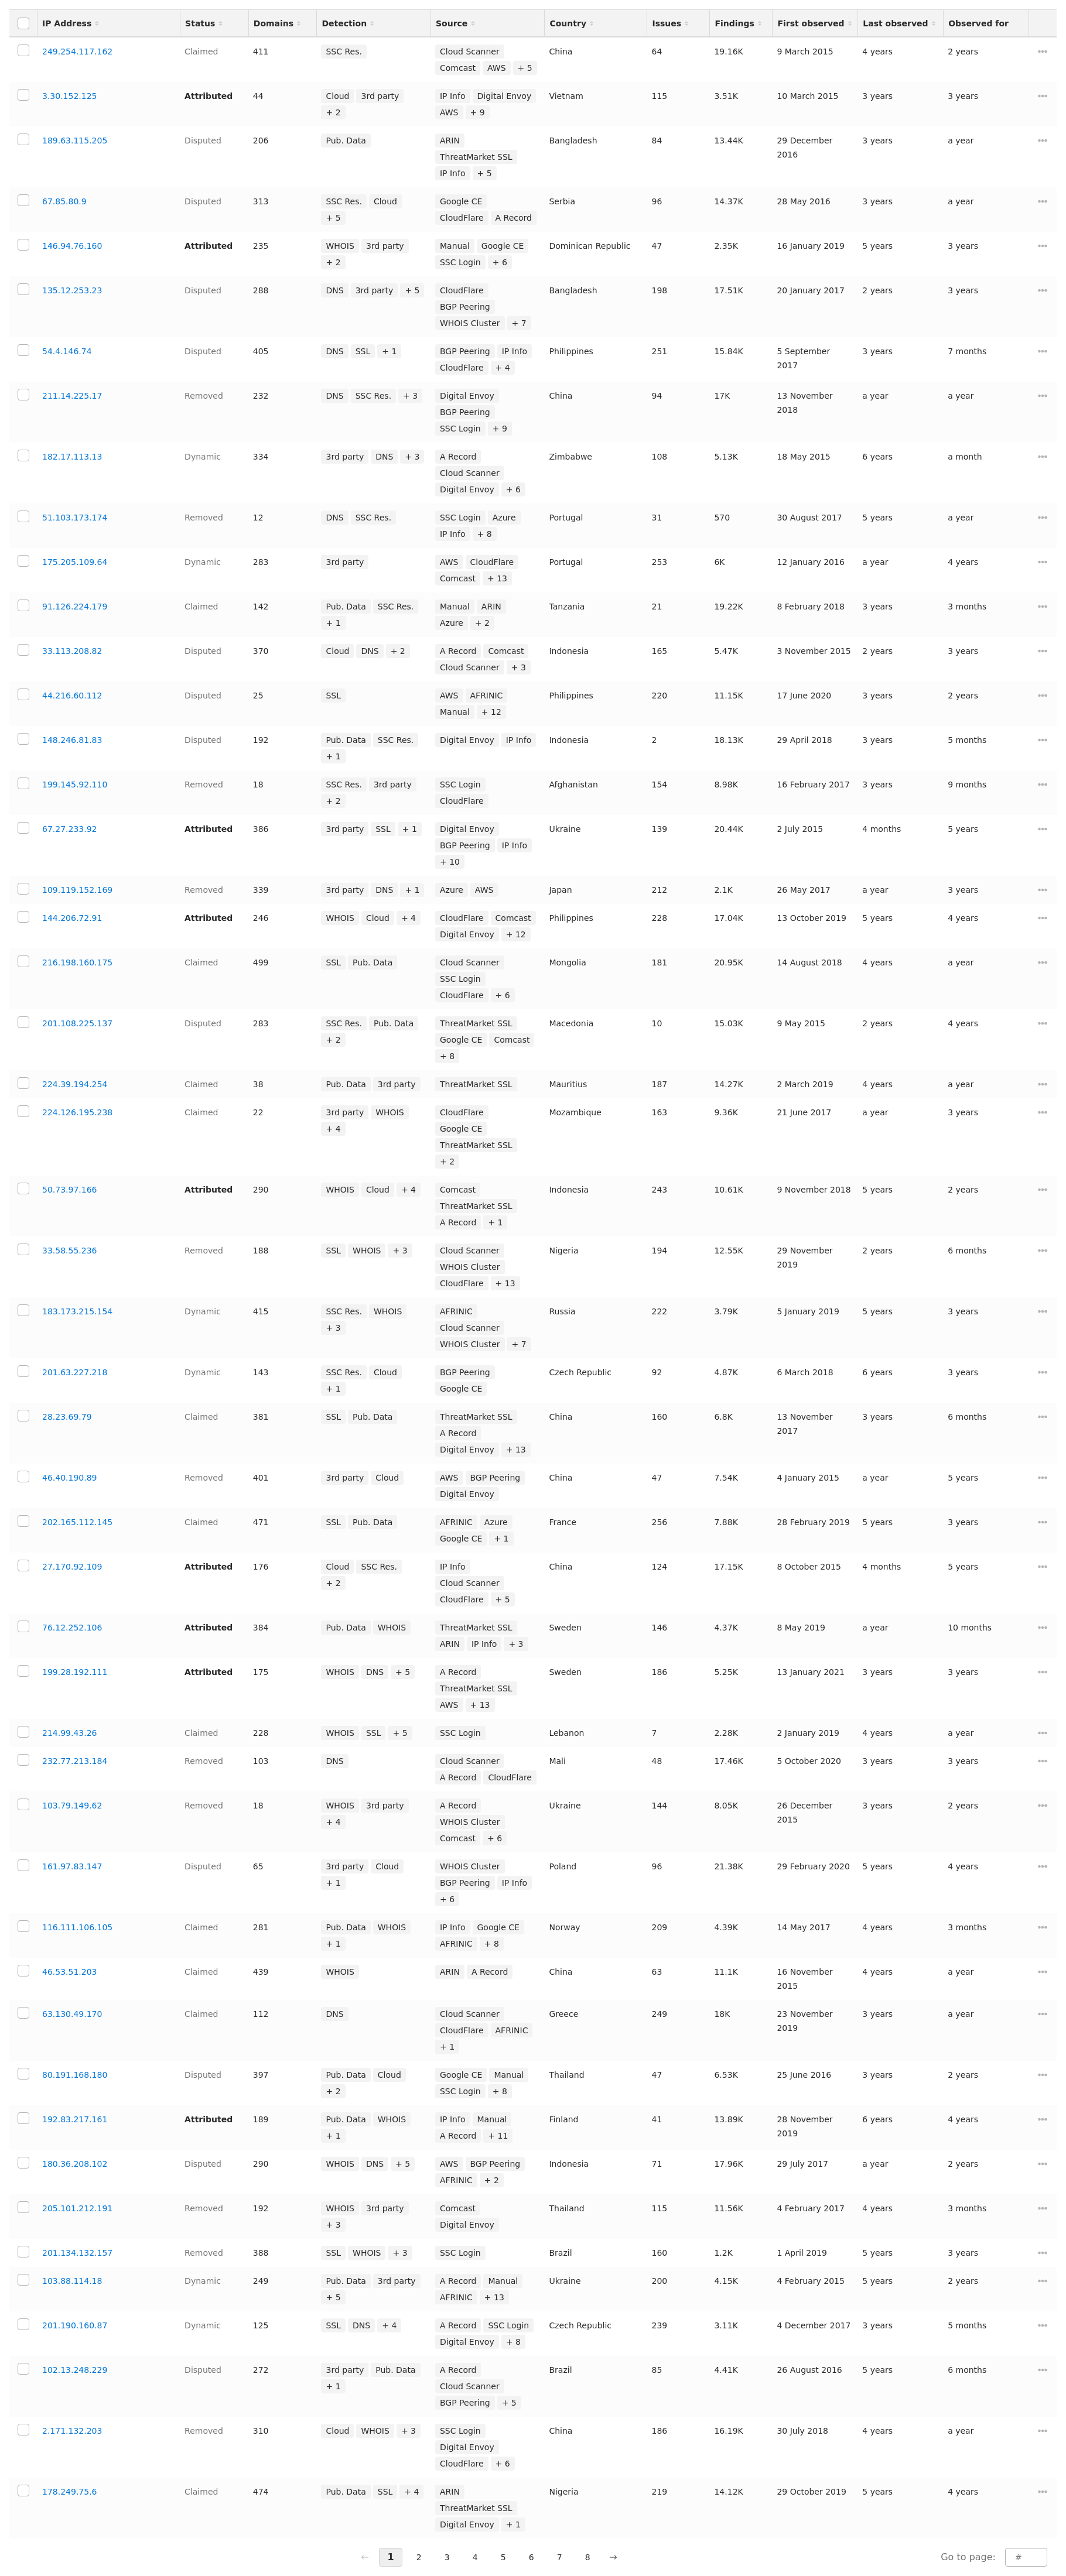 IP Address Status Domains Detection Source Country Issues Findings First observed Last observed Observed for
249.254.117.162 Claimed 411 SSC Res. Cloud Scanner China 64 19.16K 9 March 2015 4 years 2 years
Comcast AWS + 5
3.30.152.125 Attributed 44 Cloud 3rd party IP Info Digital Envoy Vietnam 115 3.51K 10 March 2015 3 years 3 years
+ 2 AWS + 9
189.63.115.205 Disputed 206 Pub. Data ARIN Bangladesh 84 13.44K 29 December 3 years a year
ThreatMarket SSL 2016
IP Info + 5
67.85.80.9 Disputed 313 SSC Res. Cloud Google CE Serbia 96 14.37K 28 May 2016 3 years a year
+ 5 CloudFlare A Record
146.94.76.160 Attributed 235 WHOIS 3rd party Manual Google CE Dominican Republic 47 2.35K 16 January 2019 5 years 3 years
+ 2 SSC Login + 6
135.12.253.23 Disputed 288 DNS 3rd party + 5 CloudFlare Bangladesh 198 17.51K 20 January 2017 2 years 3 years
BGP Peering
WHOIS Cluster + 7
54.4.146.74 Disputed 405 DNS SSL + 1 BGP Peering IP Info Philippines 251 15.84K 5 September 3 years 7 months
CloudFlare + 4 2017
211.14.225.17 Removed 232 DNS SSC Res. + 3 Digital Envoy China 94 17K 13 November a year a year
BGP Peering 2018
SSC Login + 9
182.17.113.13 Dynamic 334 3rd party DNS + 3 A Record Zimbabwe 108 5.13K 18 May 2015 6 years a month
Cloud Scanner
Digital Envoy + 6
51.103.173.174 Removed 12 DNS SSC Res. SSC Login Azure Portugal 31 570 30 August 2017 5 years a year
IP Info + 8
175.205.109.64 Dynamic 283 3rd party AWS CloudFlare Portugal 253 6K 12 January 2016 a year 4 years
Comcast + 13
91.126.224.179 Claimed 142 Pub. Data SSC Res. Manual ARIN Tanzania 21 19.22K 8 February 2018 3 years 3 months
+ 1 Azure + 2
33.113.208.82 Disputed 370 Cloud DNS + 2 A Record Comcast Indonesia 165 5.47K 3 November 2015 2 years 3 years
Cloud Scanner + 3
44.216.60.112 Disputed 25 SSL AWS AFRINIC Philippines 220 11.15K 17 June 2020 3 years 2 years
Manual + 12
148.246.81.83 Disputed 192 Pub. Data SSC Res. Digital Envoy IP Info Indonesia 2 18.13K 29 April 2018 3 years 5 months
+ 1
199.145.92.110 Removed 18 SSC Res. 3rd party SSC Login Afghanistan 154 8.98K 16 February 2017 3 years 9 months
+ 2 CloudFlare
67.27.233.92 Attributed 386 3rd party SSL + 1 Digital Envoy Ukraine 139 20.44K 2 July 2015 4 months 5 years
BGP Peering IP Info
+ 10
109.119.152.169 Removed 339 3rd party DNS + 1 Azure AWS Japan 212 2.1K 26 May 2017 a year 3 years
144.206.72.91 Attributed 246 WHOIS Cloud + 4 CloudFlare Comcast Philippines 228 17.04K 13 October 2019 5 years 4 years
Digital Envoy + 12
216.198.160.175 Claimed 499 SSL Pub. Data Cloud Scanner Mongolia 181 20.95K 14 August 2018 4 years a year
SSC Login
CloudFlare + 6
201.108.225.137 Disputed 283 SSC Res. Pub. Data ThreatMarket SSL Macedonia 10 15.03K 9 May 2015 2 years 4 years
+ 2 Google CE Comcast
+ 8
224.39.194.254 Claimed 38 Pub. Data 3rd party ThreatMarket SSL Mauritius 187 14.27K 2 March 2019 4 years a year
224.126.195.238 Claimed 22 3rd party WHOIS CloudFlare Mozambique 163 9.36K 21 June 2017 a year 3 years
+ 4 Google CE
ThreatMarket SSL
+ 2
50.73.97.166 Attributed 290 WHOIS Cloud + 4 Comcast Indonesia 243 10.61K 9 November 2018 5 years 2 years
ThreatMarket SSL
A Record + 1
33.58.55.236 Removed 188 SSL WHOIS + 3 Cloud Scanner Nigeria 194 12.55K 29 November 2 years 6 months
WHOIS Cluster 2019
CloudFlare + 13
183.173.215.154 Dynamic 415 SSC Res. WHOIS AFRINIC Russia 222 3.79K 5 January 2019 5 years 3 years
+ 3 Cloud Scanner
WHOIS Cluster + 7
201.63.227.218 Dynamic 143 SSC Res. Cloud BGP Peering Czech Republic 92 4.87K 6 March 2018 6 years 3 years
+ 1 Google CE
28.23.69.79 Claimed 381 SSL Pub. Data ThreatMarket SSL China 160 6.8K 13 November 3 years 6 months
A Record 2017
Digital Envoy + 13
46.40.190.89 Removed 401 3rd party Cloud AWS BGP Peering China 47 7.54K 4 January 2015 a year 5 years
Digital Envoy
202.165.112.145 Claimed 471 SSL Pub. Data AFRINIC Azure France 256 7.88K 28 February 2019 5 years 3 years
Google CE + 1
27.170.92.109 Attributed 176 Cloud SSC Res. IP Info China 124 17.15K 8 October 2015 4 months 5 years
+ 2 Cloud Scanner
CloudFlare + 5
76.12.252.106 Attributed 384 Pub. Data WHOIS ThreatMarket SSL Sweden 146 4.37K 8 May 2019 a year 10 months
ARIN IP Info + 3
199.28.192.111 Attributed 175 WHOIS DNS + 5 A Record Sweden 186 5.25K 13 January 2021 3 years 3 years
ThreatMarket SSL
AWS + 13
214.99.43.26 Claimed 228 WHOIS SSL + 5 SSC Login Lebanon 7 2.28K 2 January 2019 4 years a year
232.77.213.184 Removed 103 DNS Cloud Scanner Mali 48 17.46K 5 October 2020 3 years 3 years
A Record CloudFlare
103.79.149.62 Removed 18 WHOIS 3rd party A Record Ukraine 144 8.05K 26 December 3 years 2 years
+ 4 WHOIS Cluster 2015
Comcast + 6
161.97.83.147 Disputed 65 3rd party Cloud WHOIS Cluster Poland 96 21.38K 29 February 2020 5 years 4 years
+ 1 BGP Peering IP Info
+ 6
116.111.106.105 Claimed 281 Pub. Data WHOIS IP Info Google CE Norway 209 4.39K 14 May 2017 4 years 3 months
+ 1 AFRINIC + 8
46.53.51.203 Claimed 439 WHOIS ARIN A Record China 63 11.1K 16 November 4 years a year
2015
63.130.49.170 Claimed 112 DNS Cloud Scanner Greece 249 18K 23 November 3 years a year
CloudFlare AFRINIC 2019
+ 1
80.191.168.180 Disputed 397 Pub. Data Cloud Google CE Manual Thailand 47 6.53K 25 June 2016 3 years 2 years
+ 2 SSC Login + 8
192.83.217.161 Attributed 189 Pub. Data WHOIS IP Info Manual Finland 41 13.89K 28 November 6 years 4 years
+ 1 A Record + 11 2019
180.36.208.102 Disputed 290 WHOIS DNS + 5 AWS BGP Peering Indonesia 71 17.96K 29 July 2017 a year 2 years
AFRINIC + 2
205.101.212.191 Removed 192 WHOIS 3rd party Comcast Thailand 115 11.56K 4 February 2017 4 years 3 months
+ 3 Digital Envoy
201.134.132.157 Removed 388 SSL WHOIS + 3 SSC Login Brazil 160 1.2K 1 April 2019 5 years 3 years
103.88.114.18 Dynamic 249 Pub. Data 3rd party A Record Manual Ukraine 200 4.15K 4 February 2015 5 years 2 years
+ 5 AFRINIC + 13
201.190.160.87 Dynamic 125 SSL DNS + 4 A Record SSC Login Czech Republic 239 3.11K 4 December 2017 3 years 5 months
Digital Envoy + 8
102.13.248.229 Disputed 272 3rd party Pub. Data A Record Brazil 85 4.41K 26 August 2016 5 years 6 months
+ 1 Cloud Scanner
BGP Peering + 5
2.171.132.203 Removed 310 Cloud WHOIS + 3 SSC Login China 186 16.19K 30 July 2018 4 years a year
Digital Envoy
CloudFlare + 6
178.249.75.6 Claimed 474 Pub. Data SSL + 4 ARIN Nigeria 219 14.12K 29 October 2019 5 years 4 years
ThreatMarket SSL
Digital Envoy + 1
← 1 2 3 4 5 6 7 8 → Go to page: #